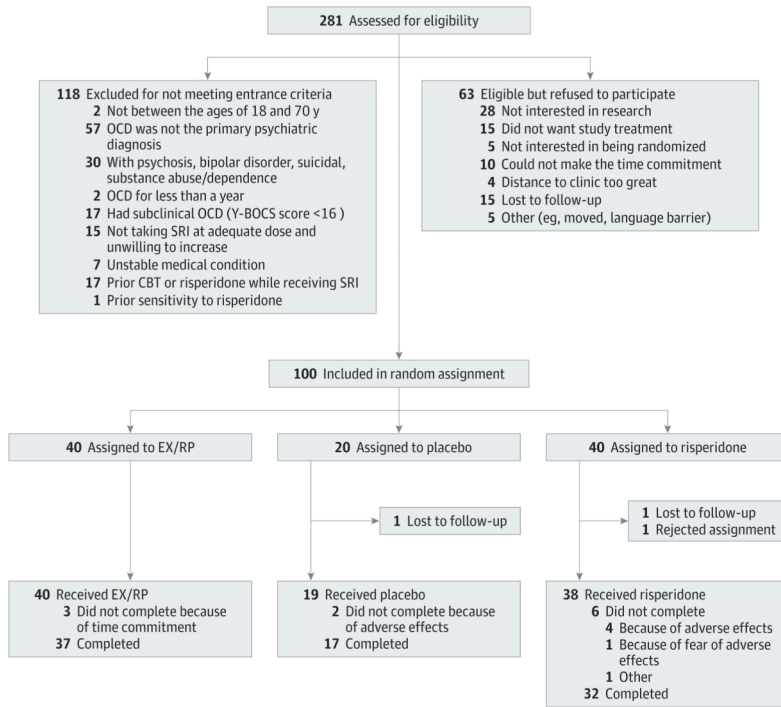 281 Assessed for eligibility
118 Excluded for not meeting entrance criteria
2 Not between the ages of 18 and 70 y
57 OCD was not the primary psychiatric
diagnosis
30 With psychosis, bipolar disorder, suicidal,
substance abuse/dependence
2 OCD for less than a year
17 Had subclinical OCD (Y-BOCS score <16 )
15 Not taking SRI at adequate dose and
unwilling to increase
7 Unstable medical condition
17 Prior CBT or risperidone while receiving SRI
1 Prior sensitivity to risperidone
63 Eligible but refused to participate
28 Not interested in research
15 Did not want study treatment
5 Not interested in being randomized
10 Could not make the time commitment
4 Distance to clinic too great
15 Lost to follow-up
5 Other (eg, moved, language barrier)
100 Included in random assignment
40 Assigned to EX/RP
20 Assigned to placebo
40 Assigned to risperidone
1 Lost to follow-up
1 Lost to follow-up
1 Rejected assignment
40 Received EX/RP
3 Did not complete because
of time commitment
37 Completed
19 Received placebo
2 Did not complete because
of adverse effects
17 Completed
38 Received risperidone
6 Did not complete
4 Because of adverse effects
1 Because of fear of adverse
effects
1 Other
32 Completed